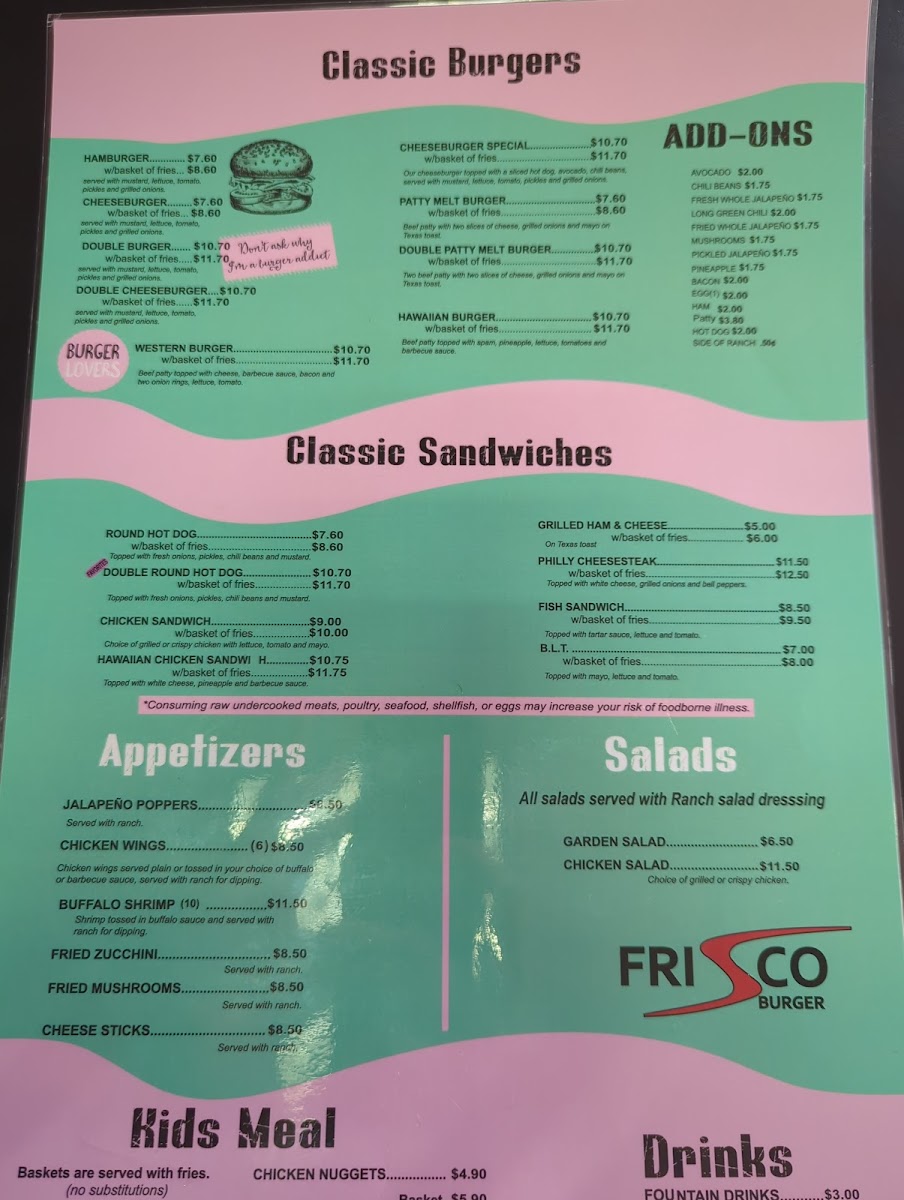 Classic Burgers
HAMBURGER............ $7.60
w/basket of fries... $8.60
served with mustard, lettuce, tomato,
pickles and grilled onions.
CHEESEBURGER......... $7.60
w/basket of fries... $8.60
served with mustard, lettuce, tomato,
pickles and grilled onions.
DOUBLE BURGER....... $10.70
w/basket of fries.....$11.70
served with mustard, lettuce, tomato,
pickles and grilled onions.
DOUBLE CHEESEBURGER....$10.70
w/basket of fries......$11.70
served with mustard, lettuce, tomato,
pickles and grilled onions.
Don't ask why
I'm a burger addict
BURGER
LOVERS
WESTERN BURGER................................$10.70
w/basket of fries................................$11.70
Beef patty topped with cheese, barbecue sauce, bacon and
two onion rings, lettuce, tomato.
CHEESEBURGER SPECIAL....................$10.70
w/basket of fries..............................$11.70
Our cheeseburger topped with a sliced hot dog, avocado, chili beans,
served with mustard, lettuce, tomato, pickles and grilled onions.
PATTY MELT BURGER............................$7.60
w/basket of fries................................$8.60
Beef patty with two slices of cheese, grilled onions and mayo on
Texas toast.
DOUBLE PATTY MELT BURGER..............$10.70
w/basket of fries................................$11.70
Two beef patty with two slices of cheese, grilled onions and mayo on
Texas toast.
HAWAIIAN BURGER..............................$10.70
w/basket of fries................................$11.70
Beef patty topped with spam, pineapple, lettuce, tomatoes and
barbecue sauce.
ADD-ONS
AVOCADO $2.00
CHILI BEANS $1.75
FRESH WHOLE JALAPEÑO $1.75
LONG GREEN CHILI $2.00
FRIED WHOLE JALAPEÑO $1.75
MUSHROOMS $1.75
PICKLED JALAPEÑO $1.75
PINEAPPLE $1.75
BACON $2.00
EGG(1) $2.00
HAM $2.00
Patty $3.80
HOT DOG $2.00
SIDE OF RANCH .50¢
Classic Sandwiches
ROUND HOT DOG....................................$7.60
w/basket of fries................................$8.60
Topped with fresh onions, pickles, chili beans and mustard.
FAVORITE
DOUBLE ROUND HOT DOG........................$10.70
w/basket of fries...........................$11.70
Topped with fresh onions, pickles, chili beans and mustard.
CHICKEN SANDWICH.........................$9.00
w/basket of fries.....................$10.00
Choice of grilled or crispy chicken with lettuce, tomato and mayo.
HAWAIIAN CHICKEN SANDWI H............$10.75
w/basket of fries.....................$11.75
Topped with white cheese, pineapple and barbecue sauce.
GRILLED HAM & CHEESE.......................$5.00
On Texas toast w/basket of fries.....................$6.00
PHILLY CHEESESTEAK................................$11.50
w/basket of fries.....................................$12.50
Topped with white cheese, grilled onions and bell peppers.
FISH SANDWICH..........................................$8.50
w/basket of fries.....................................$9.50
Topped with tartar sauce, lettuce and tomato.
B.L.T. ..........................................................$7.00
w/basket of fries.......................................$8.00
Topped with mayo, lettuce and tomato.
*Consuming raw undercooked meats, poultry, seafood, shellfish, or eggs may increase your risk of foodborne illness.
Appetizers
JALAPEÑO POPPERS........................$8.50
Served with ranch.
CHICKEN WINGS.................... (6) $8.50
Chicken wings served plain or tossed in your choice of buffalo
or barbecue sauce, served with ranch for dipping.
BUFFALO SHRIMP (10) ...............$11.50
Shrimp tossed in buffalo sauce and served with
ranch for dipping.
FRIED ZUCCHINI............................ $8.50
Served with ranch.
FRIED MUSHROOMS......................$8.50
Served with ranch.
CHEESE STICKS............................. $8.50
Served with ranch.
Salads
All salads served with Ranch salad dresssing
GARDEN SALAD........................ $6.50
CHICKEN SALAD.......................$11.50
Choice of grilled or crispy chicken.
FRISCO
BURGER
Kids Meal
Baskets are served with fries.
(no substitutions)
CHICKEN NUGGETS............... $4.90
Basket $5.90
Drinks
FOUNTAIN DRINKS...........$3.00